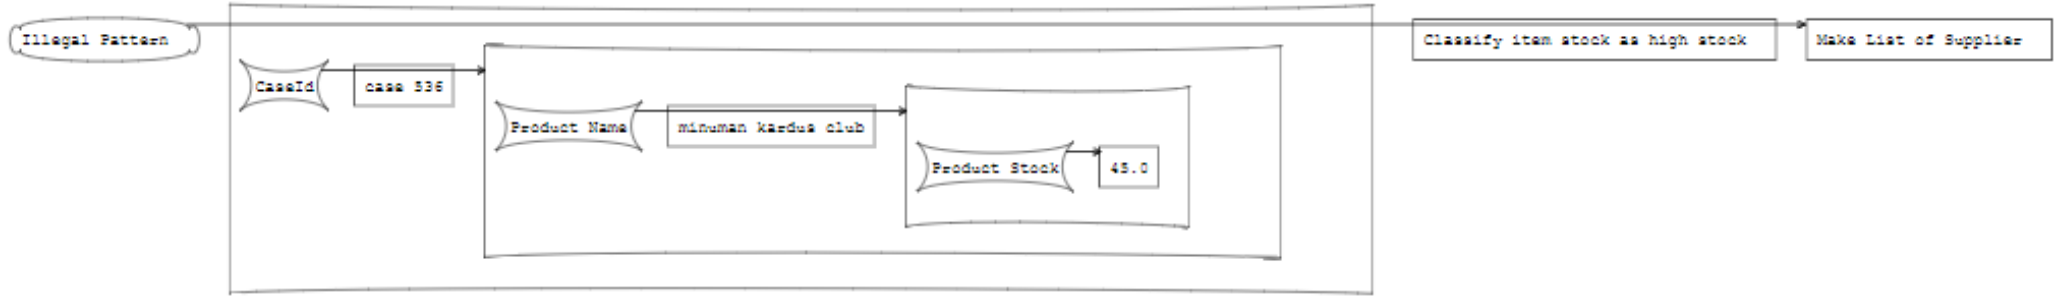 Illegal Pattern
Classify item stock as high stock
Make List of Supplier
CaseId
case 536
Product Name
minuman kardus club
Product Stock
45.0